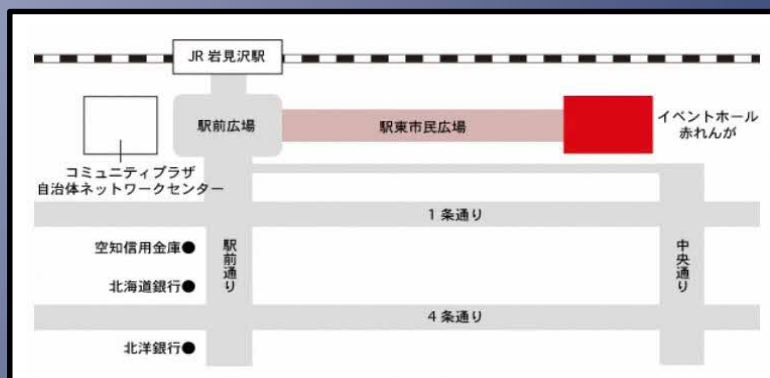 JR 岩見沢駅
駅前広場
駅東市民広場
イベントホール
赤れんが
コミュニティプラザ
自治体ネットワークセンター
1条通り
空知信用金庫●
駅前通り
中央通り
北海道銀行●
4条通り
北洋銀行●